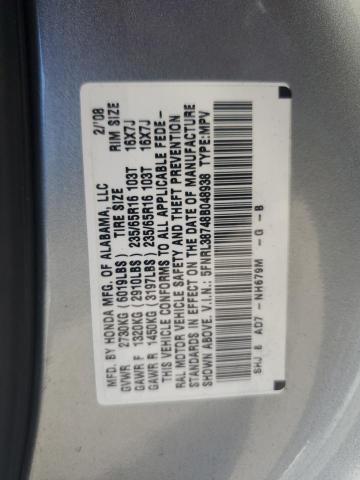 MFD. BY HONDA MFG. OF ALABAMA, LLC 2/'08
GVWR 2730KG (6019LBS) TIRE SIZE RIM SIZE
GAWR F 1320KG (2910LBS) 235/65R16 103T 16X7J
GAWR R 1450KG (3197LBS) 235/65R16 103T 16X7J
THIS VEHICLE CONFORMS TO ALL APPLICABLE FEDE-
RAL MOTOR VEHICLE SAFETY AND THEFT PREVENTION
STANDARDS IN EFFECT ON THE DATE OF MANUFACTURE
SHOWN ABOVE. V.I.N.: 5FNRL38748B048938 TYPE:MPV
SHJ 8 AD7 -NH679M -G -B